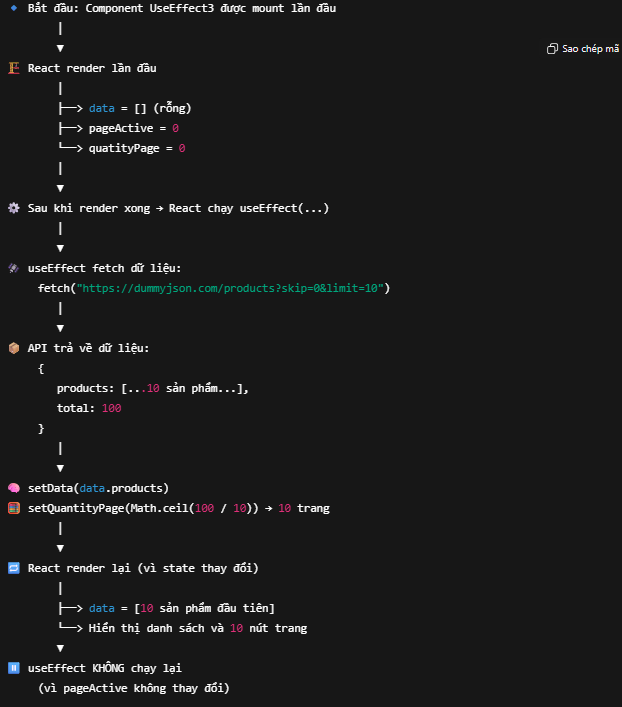 🔹 Bắt đầu: Component UseEffect3 được mount lần đầu
│
▼
Sao chép mã
🏗️ React render lần đầu
│
├──> data = [] (rỗng)
├──> pageActive = 0
└──> quatityPage = 0
│
▼
⚙️ Sau khi render xong → React chạy useEffect(...)
│
▼
📡 useEffect fetch dữ liệu:
fetch("https://dummyjson.com/products?skip=0&limit=10")
│
▼
📦 API trả về dữ liệu:
{
products: [...10 sản phẩm...],
total: 100
}
│
▼
🧠 setData(data.products)
🧮 setQuantityPage(Math.ceil(100 / 10)) → 10 trang
│
▼
🔁 React render lại (vì state thay đổi)
│
├──> data = [10 sản phẩm đầu tiên]
└──> Hiển thị danh sách và 10 nút trang
▼
⏸️ useEffect KHÔNG chạy lại
(vì pageActive không thay đổi)